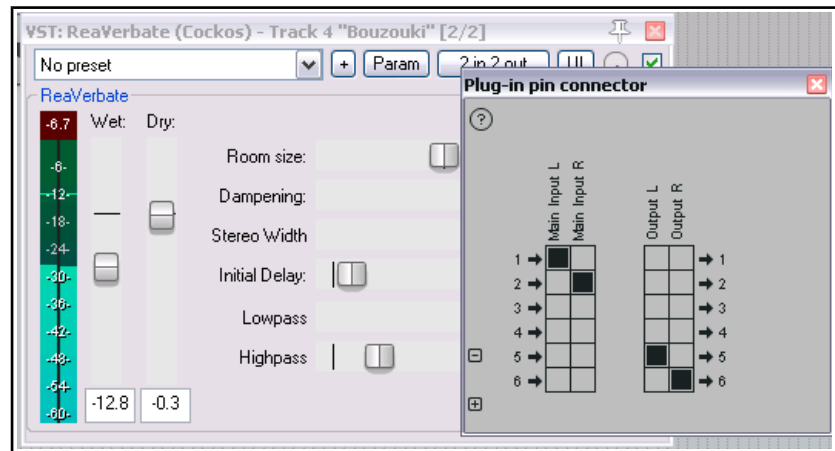 VST: ReaVerbate (Cockos) - Track 4 "Bouzouki" [2/2]
No preset
+ Param 2 in 2 out UI
Plug-in pin connector
ReaVerbate
?
-6.7 Wet: Dry:
Room size:
-6-
Dampening:
-12-
-18-
Stereo Width
-24-
Initial Delay:
-30-
-36-
Lowpass
-42-
Highpass
-48-
-54-
-60-
-12.8 -0.3
Main Input L
Main Input R
Output L
Output R
1 ➔ ➔ 1
2 ➔ ➔ 2
3 ➔ ➔ 3
4 ➔ ➔ 4
5 ➔ ➔ 5
6 ➔ ➔ 6